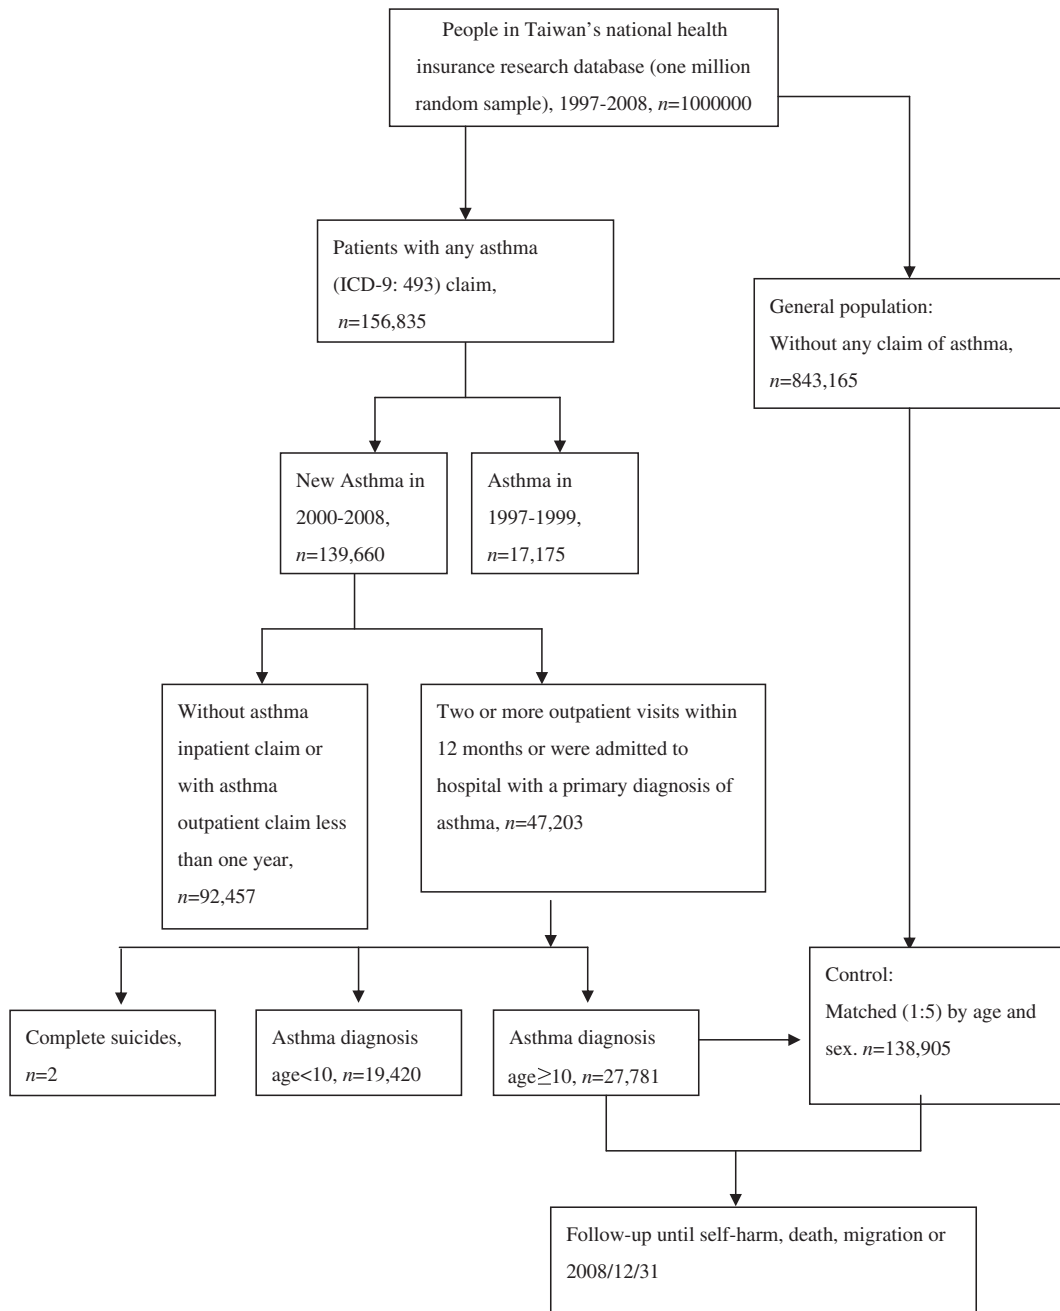 People in Taiwan's national health
insurance research database (one million
random sample), 1997-2008, n=1000000
Patients with any asthma
(ICD-9: 493) claim,
n=156,835
General population:
Without any claim of asthma,
n=843,165
New Asthma in
2000-2008,
n=139,660
Asthma in
1997-1999,
n=17,175
Without asthma
inpatient claim or
with asthma
outpatient claim less
than one year,
n=92,457
Two or more outpatient visits within
12 months or were admitted to
hospital with a primary diagnosis of
asthma, n=47,203
Complete suicides,
n=2
Asthma diagnosis
age<10, n=19,420
Asthma diagnosis
age≥10, n=27,781
Control:
Matched (1:5) by age and
sex. n=138,905
Follow-up until self-harm, death, migration or
2008/12/31